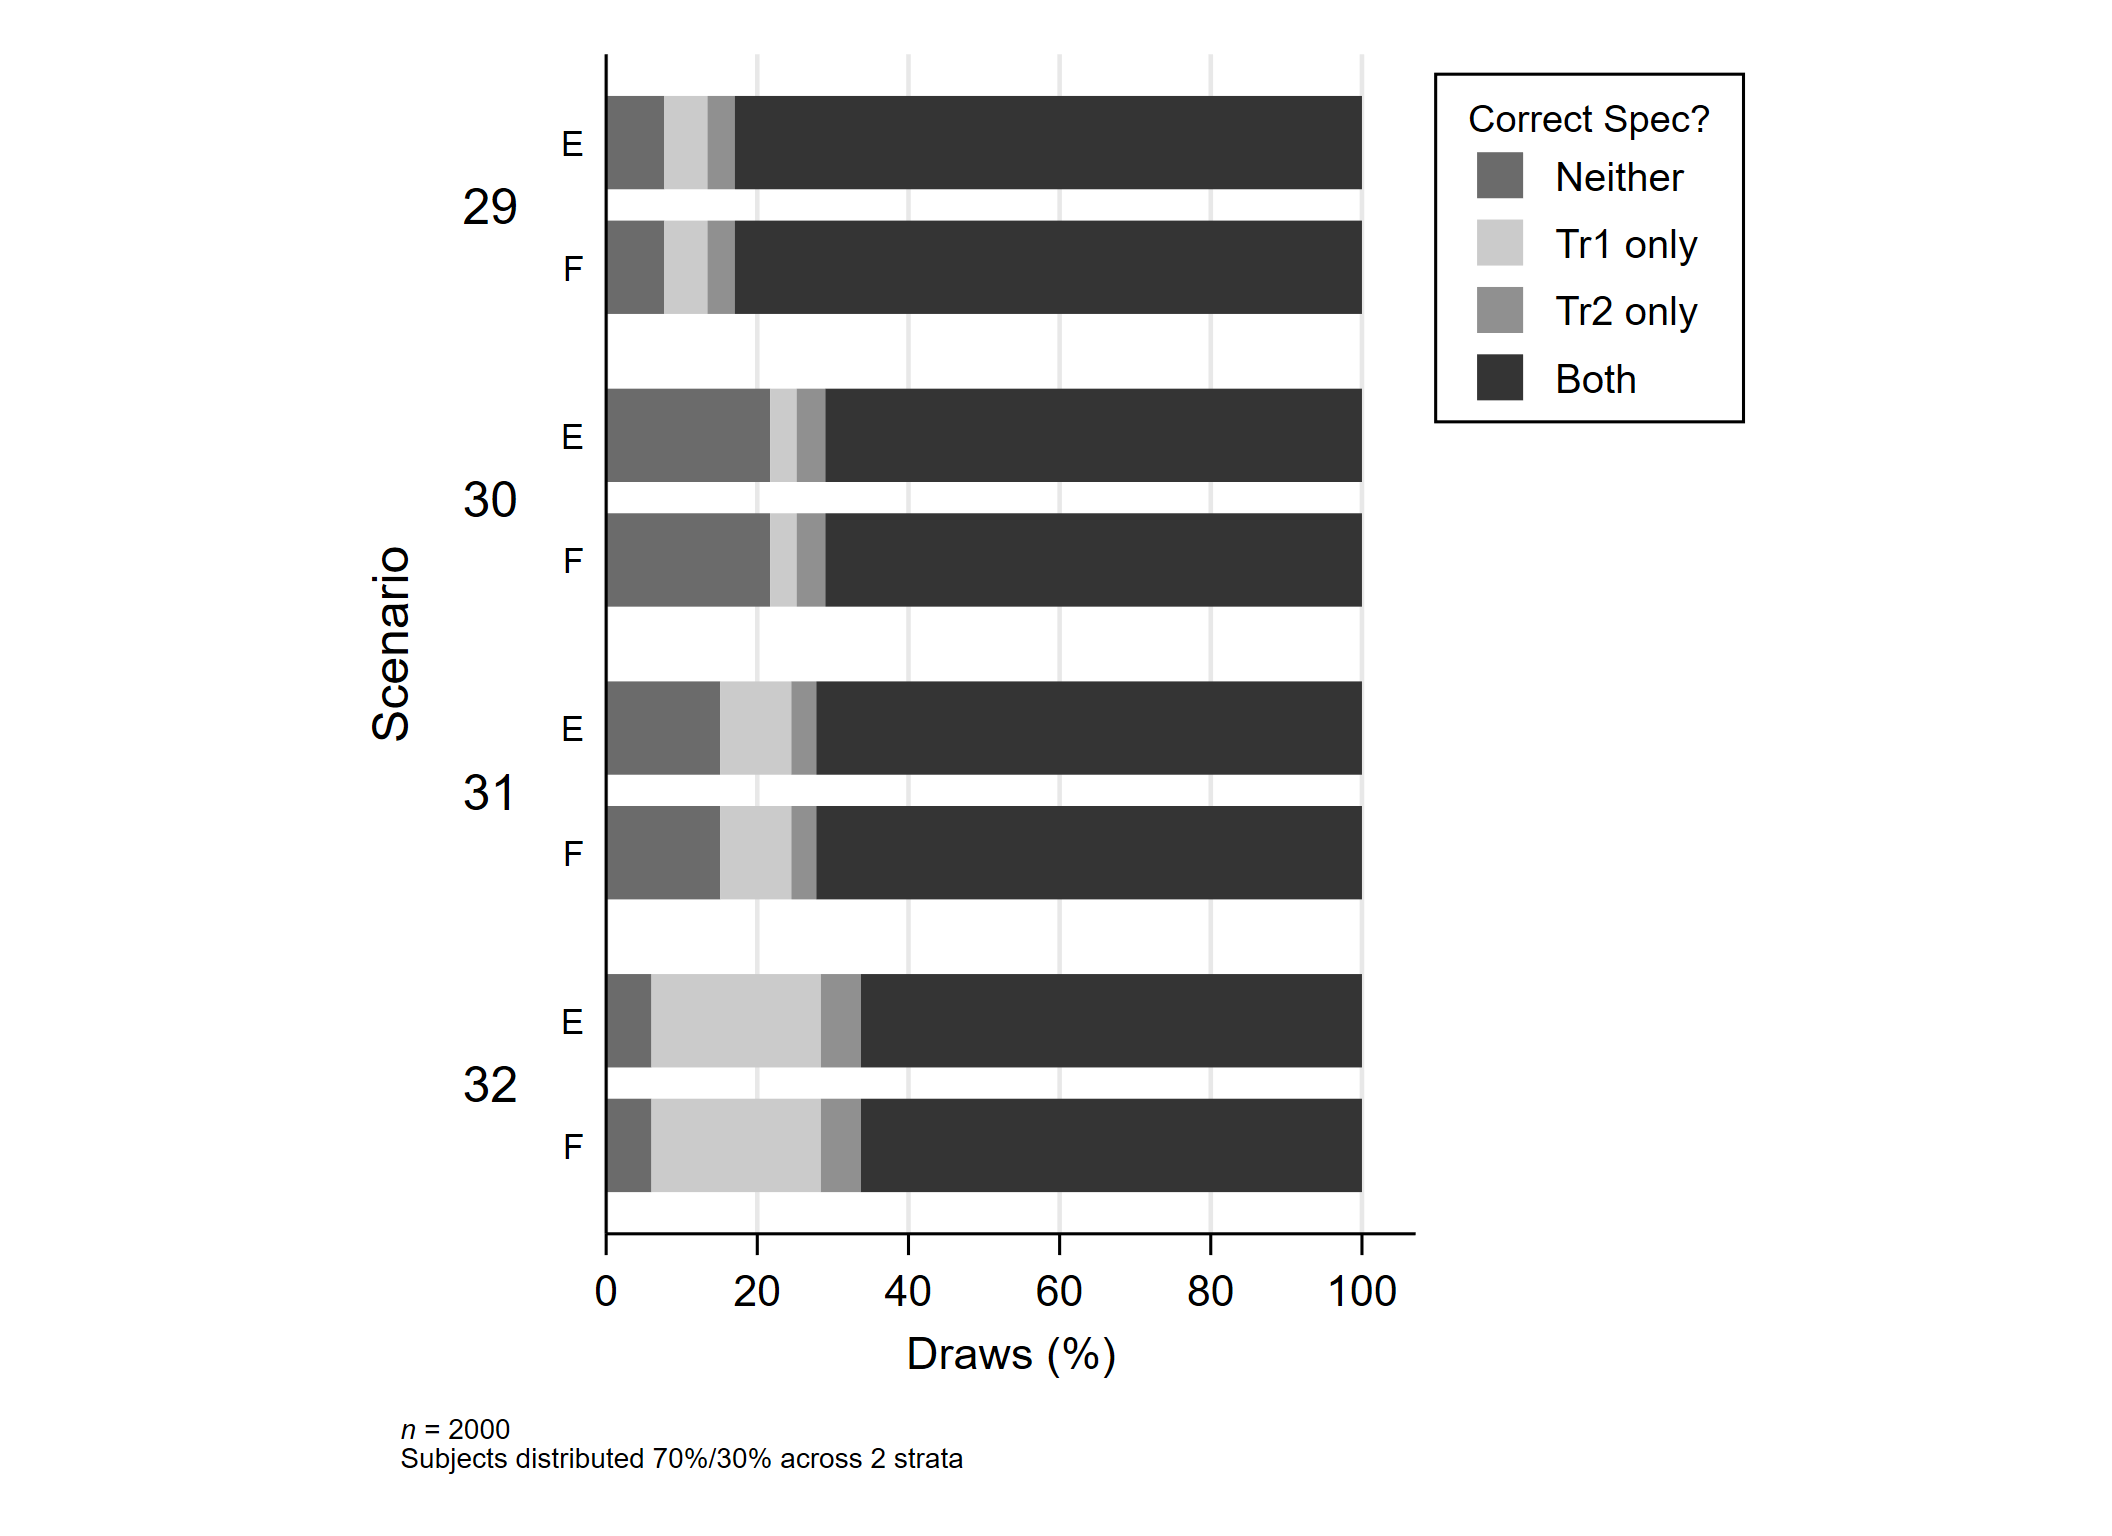 Correct Spec?
Neither
Tr1 only
Tr2 only
Both
Scenario
29
E
F
30
E
F
31
E
F
32
E
F
0 20 40 60 80 100
Draws (%)
n = 2000
Subjects distributed 70%/30% across 2 strata